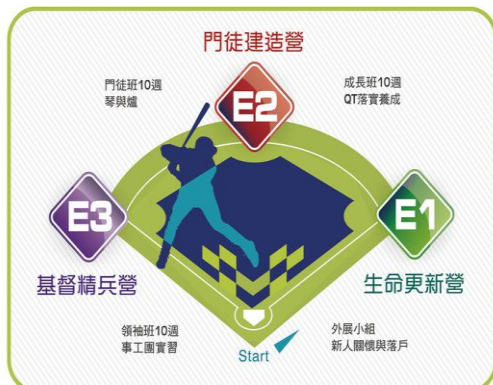 門徒建造營
門徒班10週
琴與爐
E2
成長班10週
QT落實養成
E3
E1
基督精兵營
生命更新營
領袖班10週
事工團實習
Start
外展小組
新人關懷與落戶